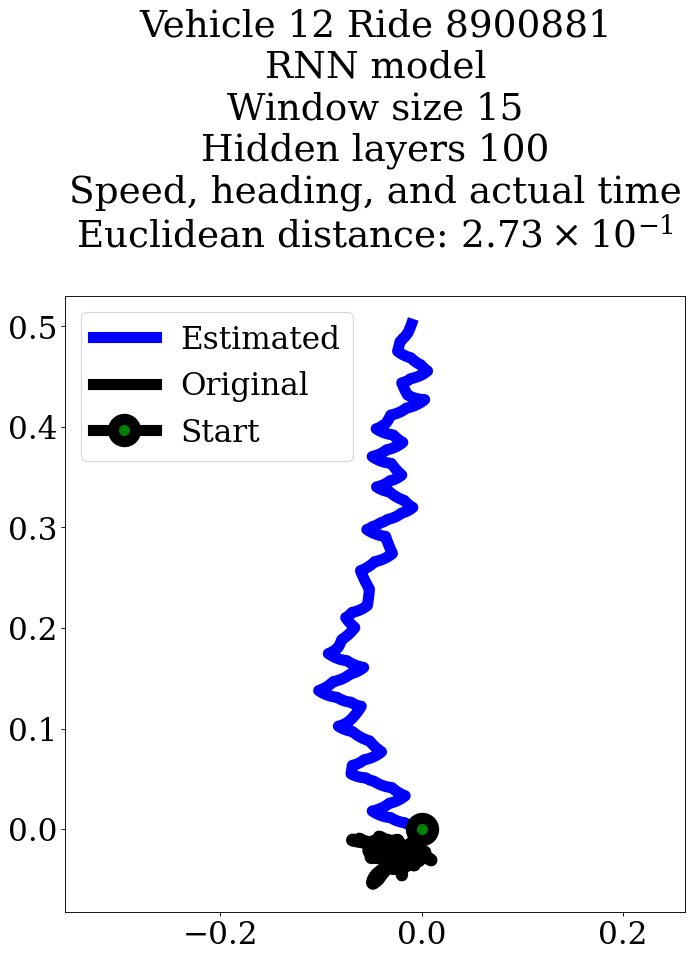 Vehicle 12 Ride 8900881
RNN model
Window size 15
Hidden layers 100
Speed, heading, and actual time
Euclidean distance: 2.73 × 10⁻¹
Estimated
Original
Start
0.5
0.4
0.3
0.2
0.1
0.0
−0.2 0.0 0.2